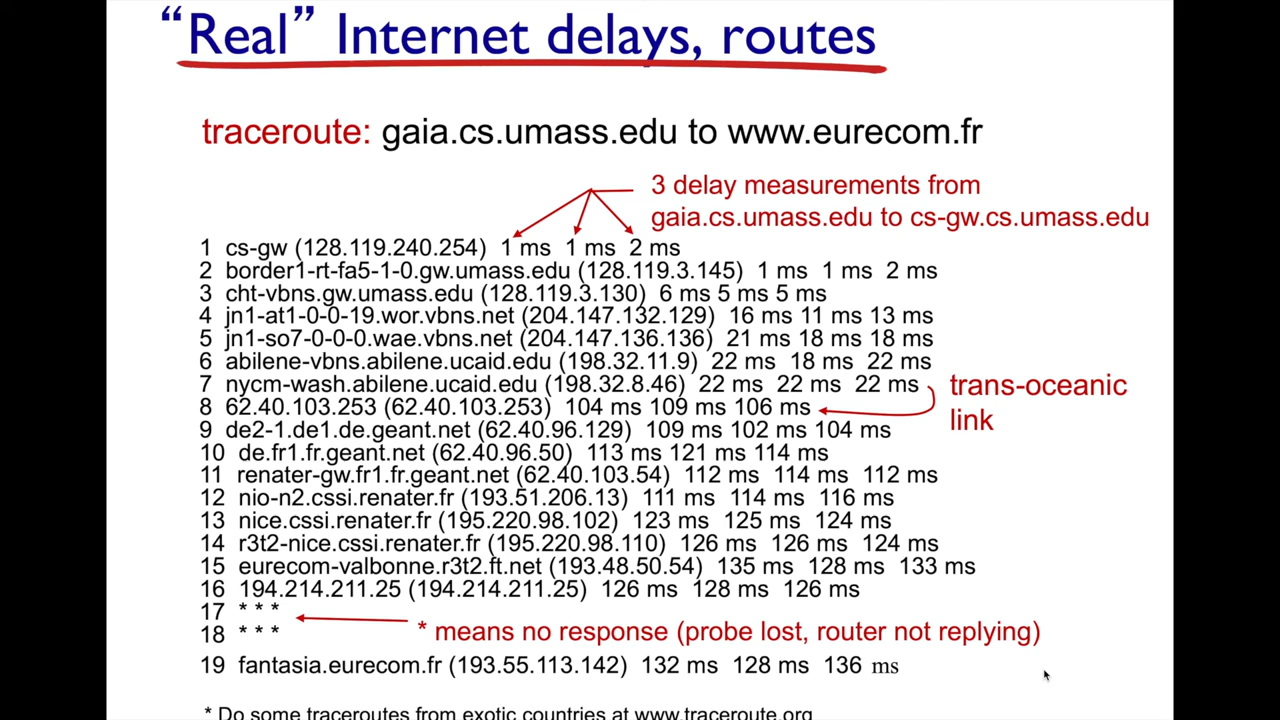 “Real” Internet delays, routes
traceroute: gaia.cs.umass.edu to www.eurecom.fr
3 delay measurements from
gaia.cs.umass.edu to cs-gw.cs.umass.edu
1 cs-gw (128.119.240.254) 1 ms 1 ms 2 ms
2 border1-rt-fa5-1-0.gw.umass.edu (128.119.3.145) 1 ms 1 ms 2 ms
3 cht-vbns.gw.umass.edu (128.119.3.130) 6 ms 5 ms 5 ms
4 jn1-at1-0-0-19.wor.vbns.net (204.147.132.129) 16 ms 11 ms 13 ms
5 jn1-so7-0-0-0.wae.vbns.net (204.147.136.136) 21 ms 18 ms 18 ms
6 abilene-vbns.abilene.ucaid.edu (198.32.11.9) 22 ms 18 ms 22 ms
7 nycm-wash.abilene.ucaid.edu (198.32.8.46) 22 ms 22 ms 22 ms
trans-oceanic
link
8 62.40.103.253 (62.40.103.253) 104 ms 109 ms 106 ms
9 de2-1.de1.de.geant.net (62.40.96.129) 109 ms 102 ms 104 ms
10 de.fr1.fr.geant.net (62.40.96.50) 113 ms 121 ms 114 ms
11 renater-gw.fr1.fr.geant.net (62.40.103.54) 112 ms 114 ms 112 ms
12 nio-n2.cssi.renater.fr (193.51.206.13) 111 ms 114 ms 116 ms
13 nice.cssi.renater.fr (195.220.98.102) 123 ms 125 ms 124 ms
14 r3t2-nice.cssi.renater.fr (195.220.98.110) 126 ms 126 ms 124 ms
15 eurecom-valbonne.r3t2.ft.net (193.48.50.54) 135 ms 128 ms 133 ms
16 194.214.211.25 (194.214.211.25) 126 ms 128 ms 126 ms
17 * * *
18 * * *
* means no response (probe lost, router not replying)
19 fantasia.eurecom.fr (193.55.113.142) 132 ms 128 ms 136 ms
* Do some traceroutes from exotic countries at www.traceroute.org